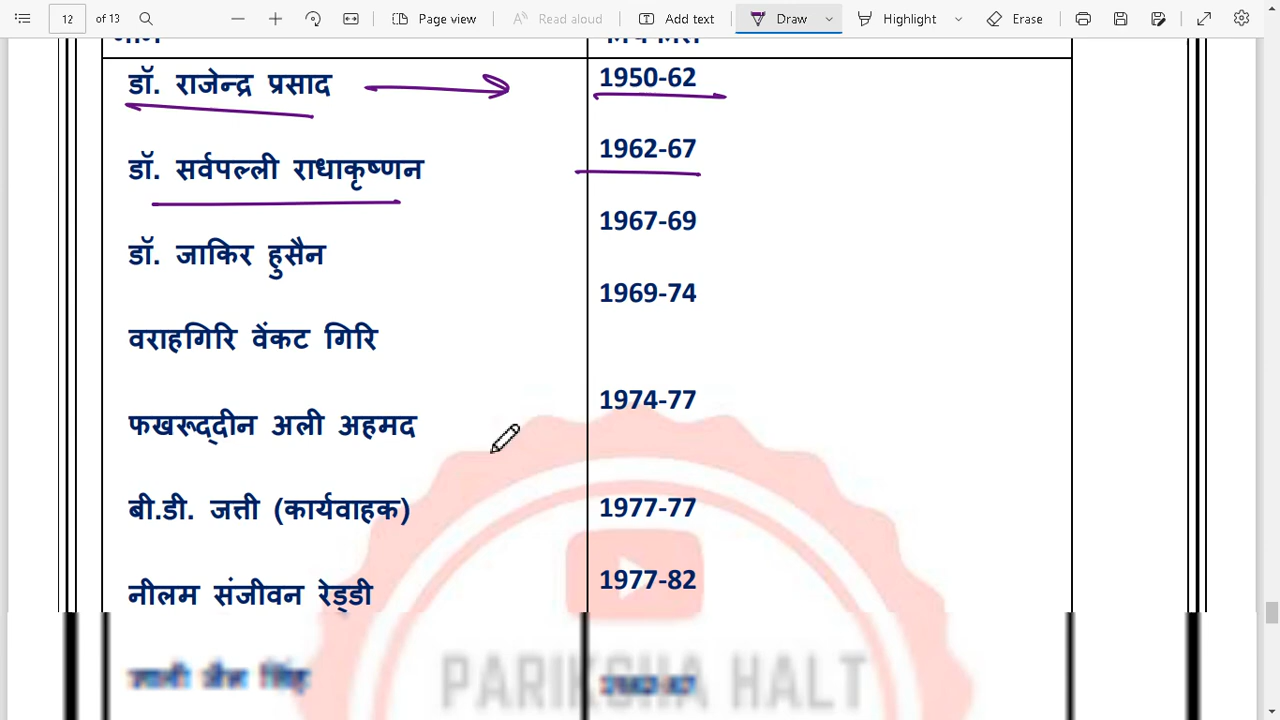 12 of 13 Page view Read aloud Add text Draw Highlight Erase
डॉ. राजेन्द्र प्रसाद 1950-62
डॉ. सर्वपल्ली राधाकृष्णन 1962-67
डॉ. जाकिर हुसैन 1967-69
वराहगिरि वेंकट गिरि 1969-74
फखरूद्दीन अली अहमद 1974-77
बी.डी. जत्ती (कार्यवाहक) 1977-77
नीलम संजीवन रेड्डी 1977-82
PARIKSHA HALT